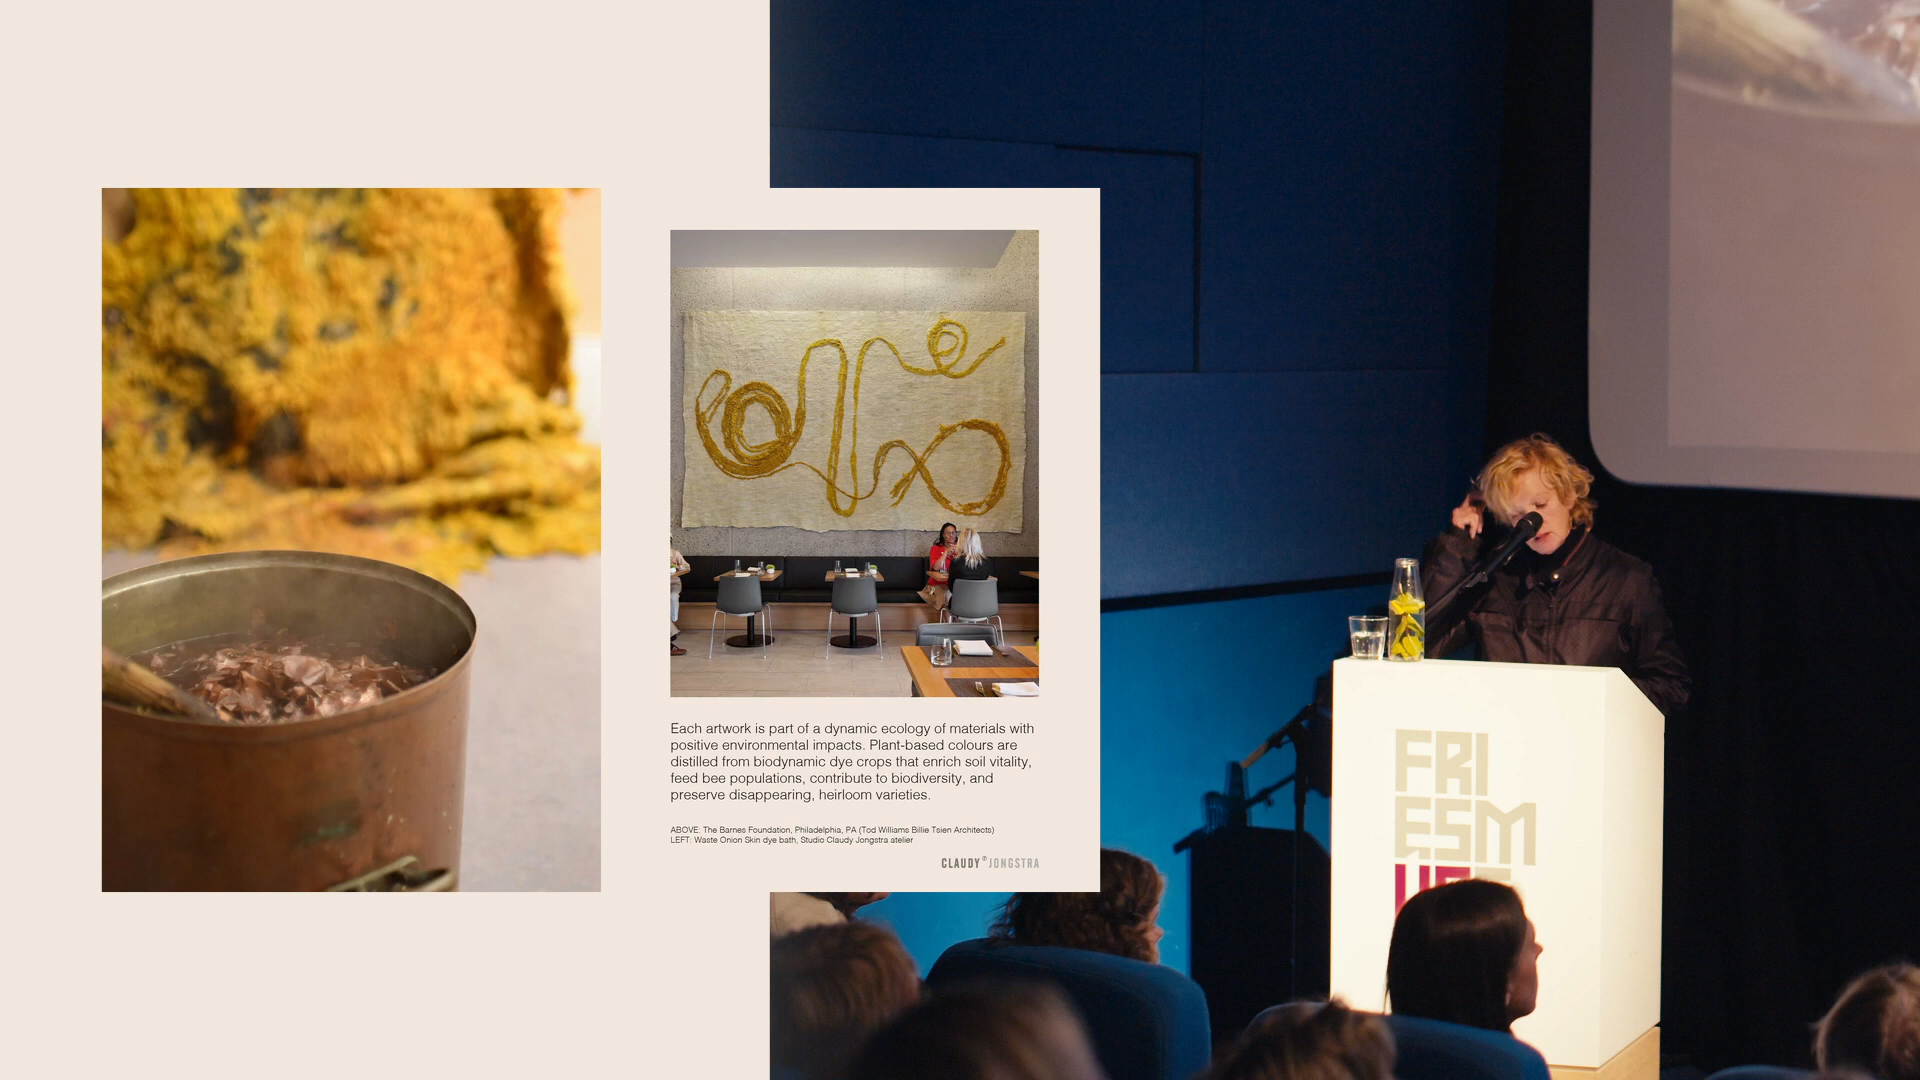 Each artwork is part of a dynamic ecology of materials with
positive environmental impacts. Plant-based colours are
distilled from biodynamic dye crops that enrich soil vitality,
feed bee populations, contribute to biodiversity, and
preserve disappearing, heirloom varieties.
ABOVE: The Barnes Foundation, Philadelphia, PA (Tod Williams Billie Tsien Architects)
LEFT: Waste Onion Skin dye bath, Studio Claudy Jongstra atelier
CLAUDY® JONGSTRA
FRI
ESM